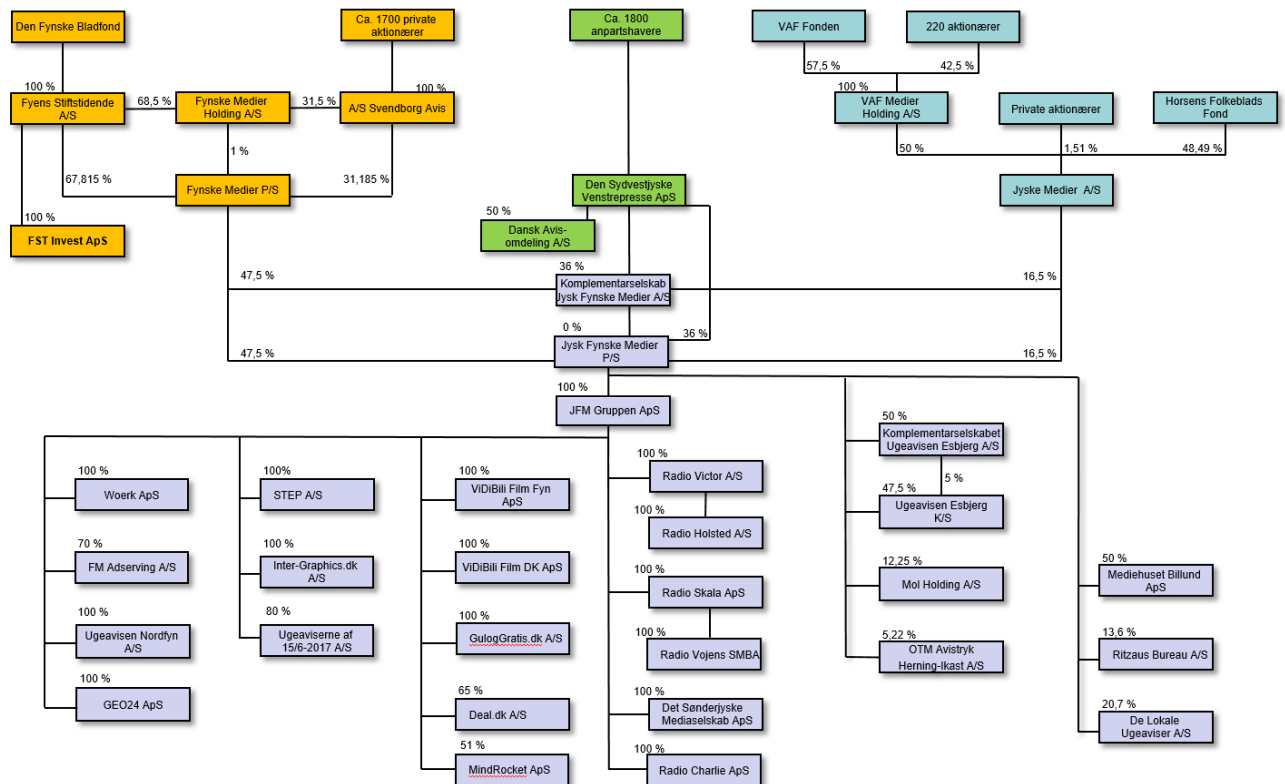 Den Fynske Bladfond
Ca. 1700 private
aktionærer
Ca. 1800
anpartshavere
VAF Fonden
220 aktionærer
57,5 %
42,5 %
100 %
Fyens Stiftstidende
A/S
68,5 %
Fynske Medier
Holding A/S
31,5 %
100 %
A/S Svendborg Avis
100 %
VAF Medier
Holding A/S
Private aktionærer
Horsens Folkeblads
Fond
50 %
1,51 %
48,49 %
1 %
67,815 %
Fynske Medier P/S
31,185 %
Den Sydvestjyske
Venstrepresse ApS
Jyske Medier A/S
100 %
FST Invest ApS
50 %
Dansk Avis-
omdeling A/S
47,5 %
36 %
Komplementarselskab
Jysk Fynske Medier A/S
16,5 %
0 %
36 %
47,5 %
Jysk Fynske Medier
P/S
16,5 %
100 %
JFM Gruppen ApS
100 %
Woerk ApS
70 %
FM Adserving A/S
100 %
Ugeavisen Nordfyn
A/S
100 %
GEO24 ApS
100%
STEP A/S
100 %
Inter-Graphics.dk
A/S
80 %
Ugeaviserne af
15/6-2017 A/S
100 %
ViDiBili Film Fyn
ApS
100 %
ViDiBili Film DK ApS
100 %
GulogGratis.dk A/S
65 %
Deal.dk A/S
51 %
MindRocket ApS
100 %
Radio Victor A/S
100 %
Radio Holsted A/S
100 %
Radio Skala ApS
100 %
Radio Vojens SMBA
100 %
Det Sønderjyske
Mediaselskab ApS
100 %
Radio Charlie ApS
50 %
Komplementarselskabet
Ugeavisen Esbjerg A/S
5 %
47,5 %
Ugeavisen Esbjerg
K/S
12,25 %
Mol Holding A/S
5,22 %
OTM Avistryk
Herning-Ikast A/S
50 %
Mediehuset Billund
ApS
13,6 %
Ritzaus Bureau A/S
20,7 %
De Lokale
Ugeaviser A/S